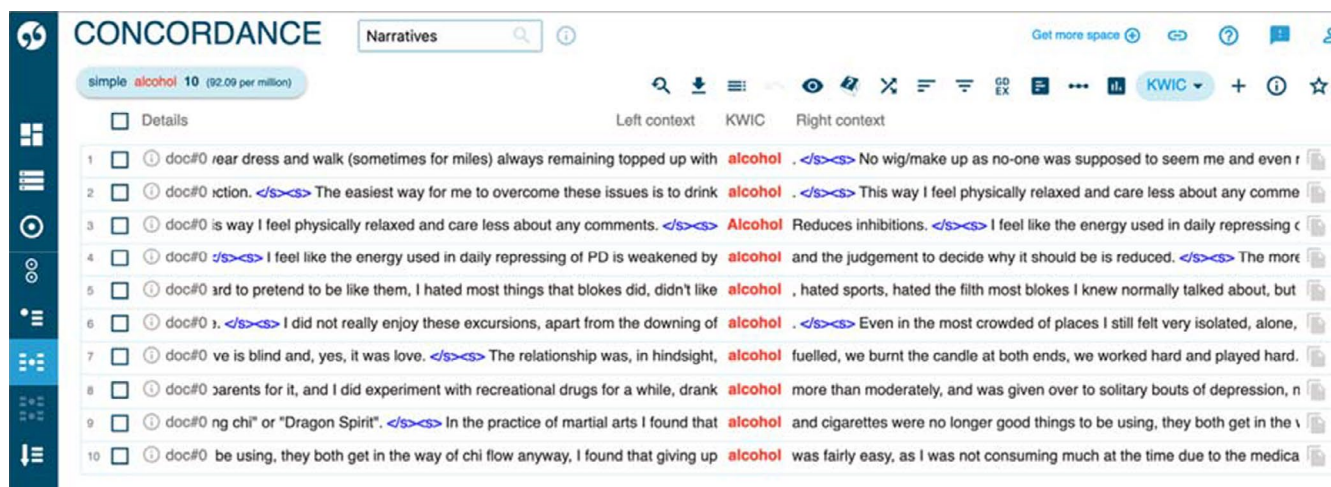 CONCORDANCE Narratives Get more space
simple alcohol 10 (92.09 per million) GD EX KWIC
Details Left context KWIC Right context
1 doc#0 ear dress and walk (sometimes for miles) always remaining topped up with alcohol . </s><s> No wig/make up as no-one was supposed to seem me and even
2 doc#0 ction. </s><s> The easiest way for me to overcome these issues is to drink alcohol . </s><s> This way I feel physically relaxed and care less about any comme
3 doc#0 is way I feel physically relaxed and care less about any comments. </s><s> Alcohol Reduces inhibitions. </s><s> I feel like the energy used in daily repressing
4 doc#0 </s><s> I feel like the energy used in daily repressing of PD is weakened by alcohol and the judgement to decide why it should be is reduced. </s><s> The more
5 doc#0 ard to pretend to be like them, I hated most things that blokes did, didn't like alcohol , hated sports, hated the filth most blokes I knew normally talked about, but
6 doc#0 . </s><s> I did not really enjoy these excursions, apart from the downing of alcohol . </s><s> Even in the most crowded of places I still felt very isolated, alone,
7 doc#0 ve is blind and, yes, it was love. </s><s> The relationship was, in hindsight, alcohol fuelled, we burnt the candle at both ends, we worked hard and played hard.
8 doc#0 parents for it, and I did experiment with recreational drugs for a while, drank alcohol more than moderately, and was given over to solitary bouts of depression,
9 doc#0 ng chi" or "Dragon Spirit". </s><s> In the practice of martial arts I found that alcohol and cigarettes were no longer good things to be using, they both get in the
10 doc#0 be using, they both get in the way of chi flow anyway, I found that giving up alcohol was fairly easy, as I was not consuming much at the time due to the medica